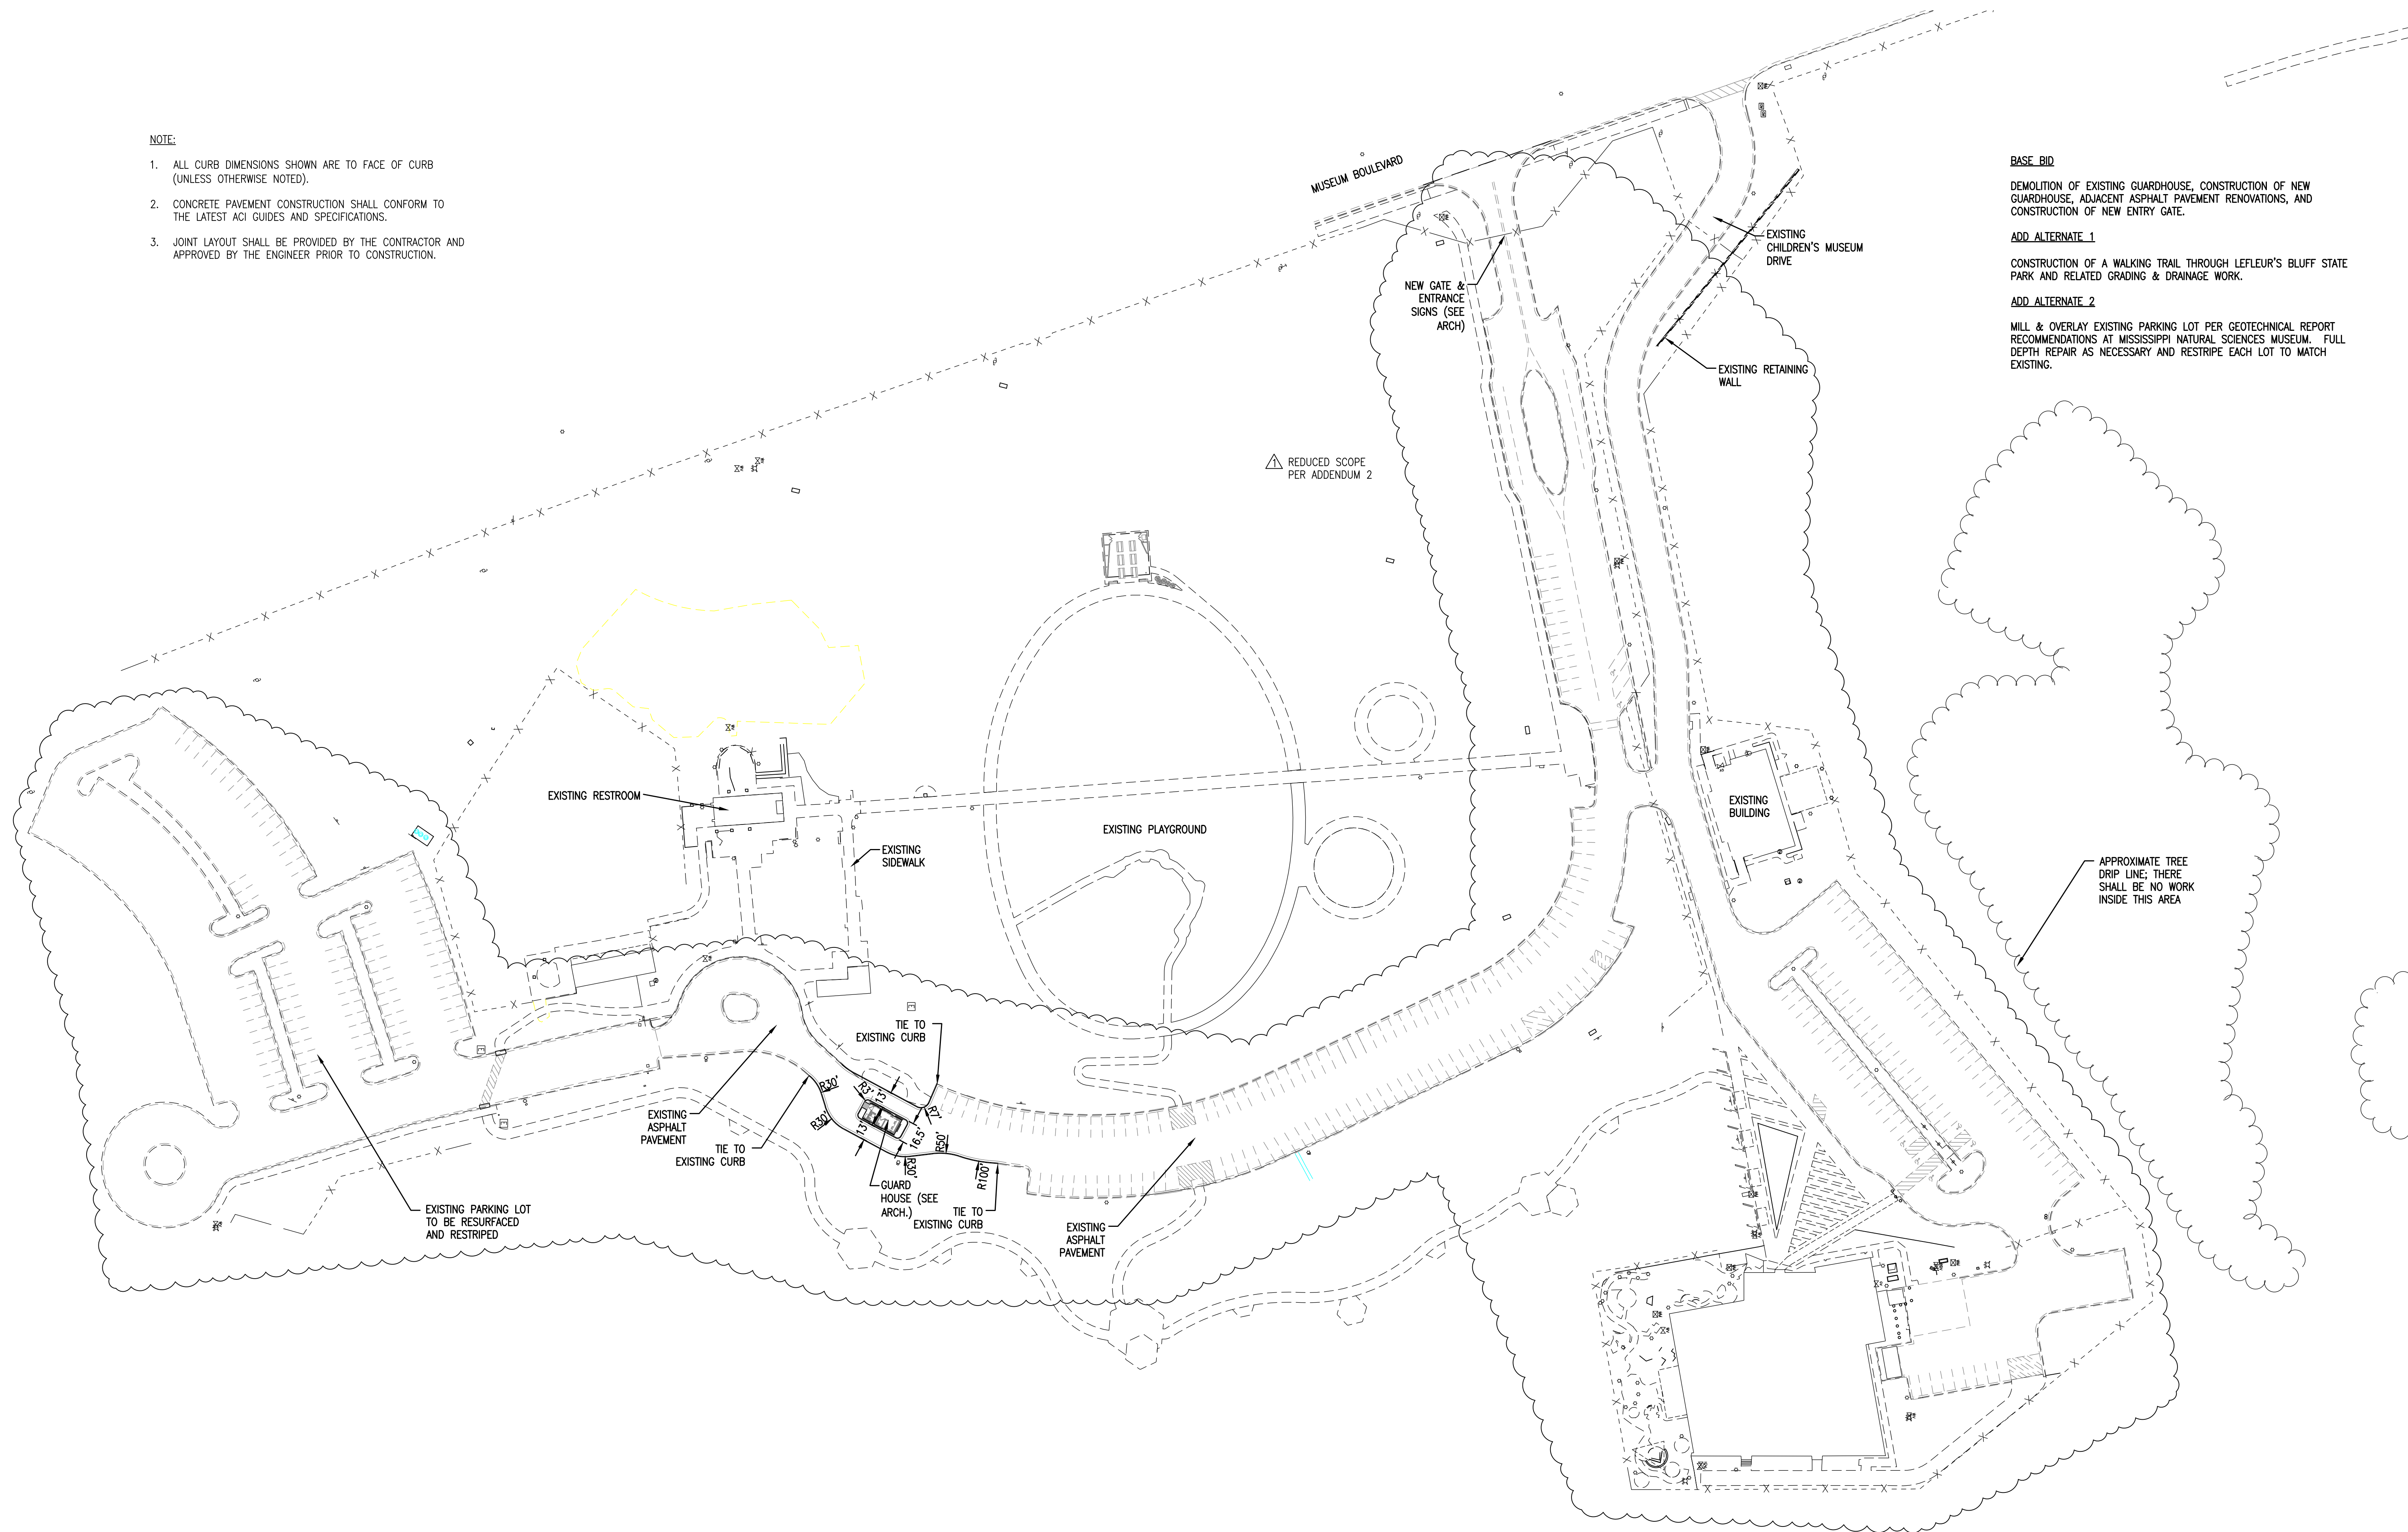 NOTE:
1. ALL CURB DIMENSIONS SHOWN ARE TO FACE OF CURB
(UNLESS OTHERWISE NOTED).
2. CONCRETE PAVEMENT CONSTRUCTION SHALL CONFORM TO
THE LATEST ACI GUIDES AND SPECIFICATIONS.
3. JOINT LAYOUT SHALL BE PROVIDED BY THE CONTRACTOR AND
APPROVED BY THE ENGINEER PRIOR TO CONSTRUCTION.
MUSEUM BOULEVARD
BASE BID
DEMOLITION OF EXISTING GUARDHOUSE, CONSTRUCTION OF NEW
GUARDHOUSE, ADJACENT ASPHALT PAVEMENT RENOVATIONS, AND
CONSTRUCTION OF NEW ENTRY GATE.
ADD ALTERNATE 1
CONSTRUCTION OF A WALKING TRAIL THROUGH LEFLEUR'S BLUFF STATE
PARK AND RELATED GRADING & DRAINAGE WORK.
ADD ALTERNATE 2
MILL & OVERLAY EXISTING PARKING LOT PER GEOTECHNICAL REPORT
RECOMMENDATIONS AT MISSISSIPPI NATURAL SCIENCES MUSEUM. FULL
DEPTH REPAIR AS NECESSARY AND RESTRIPE EACH LOT TO MATCH
EXISTING.
EXISTING
CHILDREN'S MUSEUM
DRIVE
NEW GATE &
ENTRANCE
SIGNS (SEE
ARCH)
EXISTING RETAINING
WALL
1 REDUCED SCOPE
PER ADDENDUM 2
EXISTING RESTROOM
EXISTING
SIDEWALK
EXISTING PLAYGROUND
EXISTING
BUILDING
APPROXIMATE TREE
DRIP LINE; THERE
SHALL BE NO WORK
INSIDE THIS AREA
TIE TO
EXISTING CURB
R30'
R3'
13'
R7'
R30'
13'
16.5'
R50'
R30'
R100'
EXISTING
ASPHALT
PAVEMENT
TIE TO
EXISTING CURB
GUARD
HOUSE (SEE
ARCH.)
TIE TO
EXISTING CURB
EXISTING
ASPHALT
PAVEMENT
EXISTING PARKING LOT
TO BE RESURFACED
AND RESTRIPED